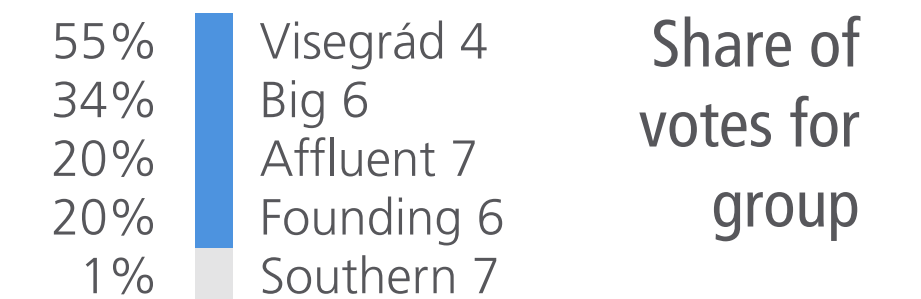 55% Visegrád 4
34% Big 6
20% Affluent 7
20% Founding 6
1% Southern 7
Share of
votes for
group